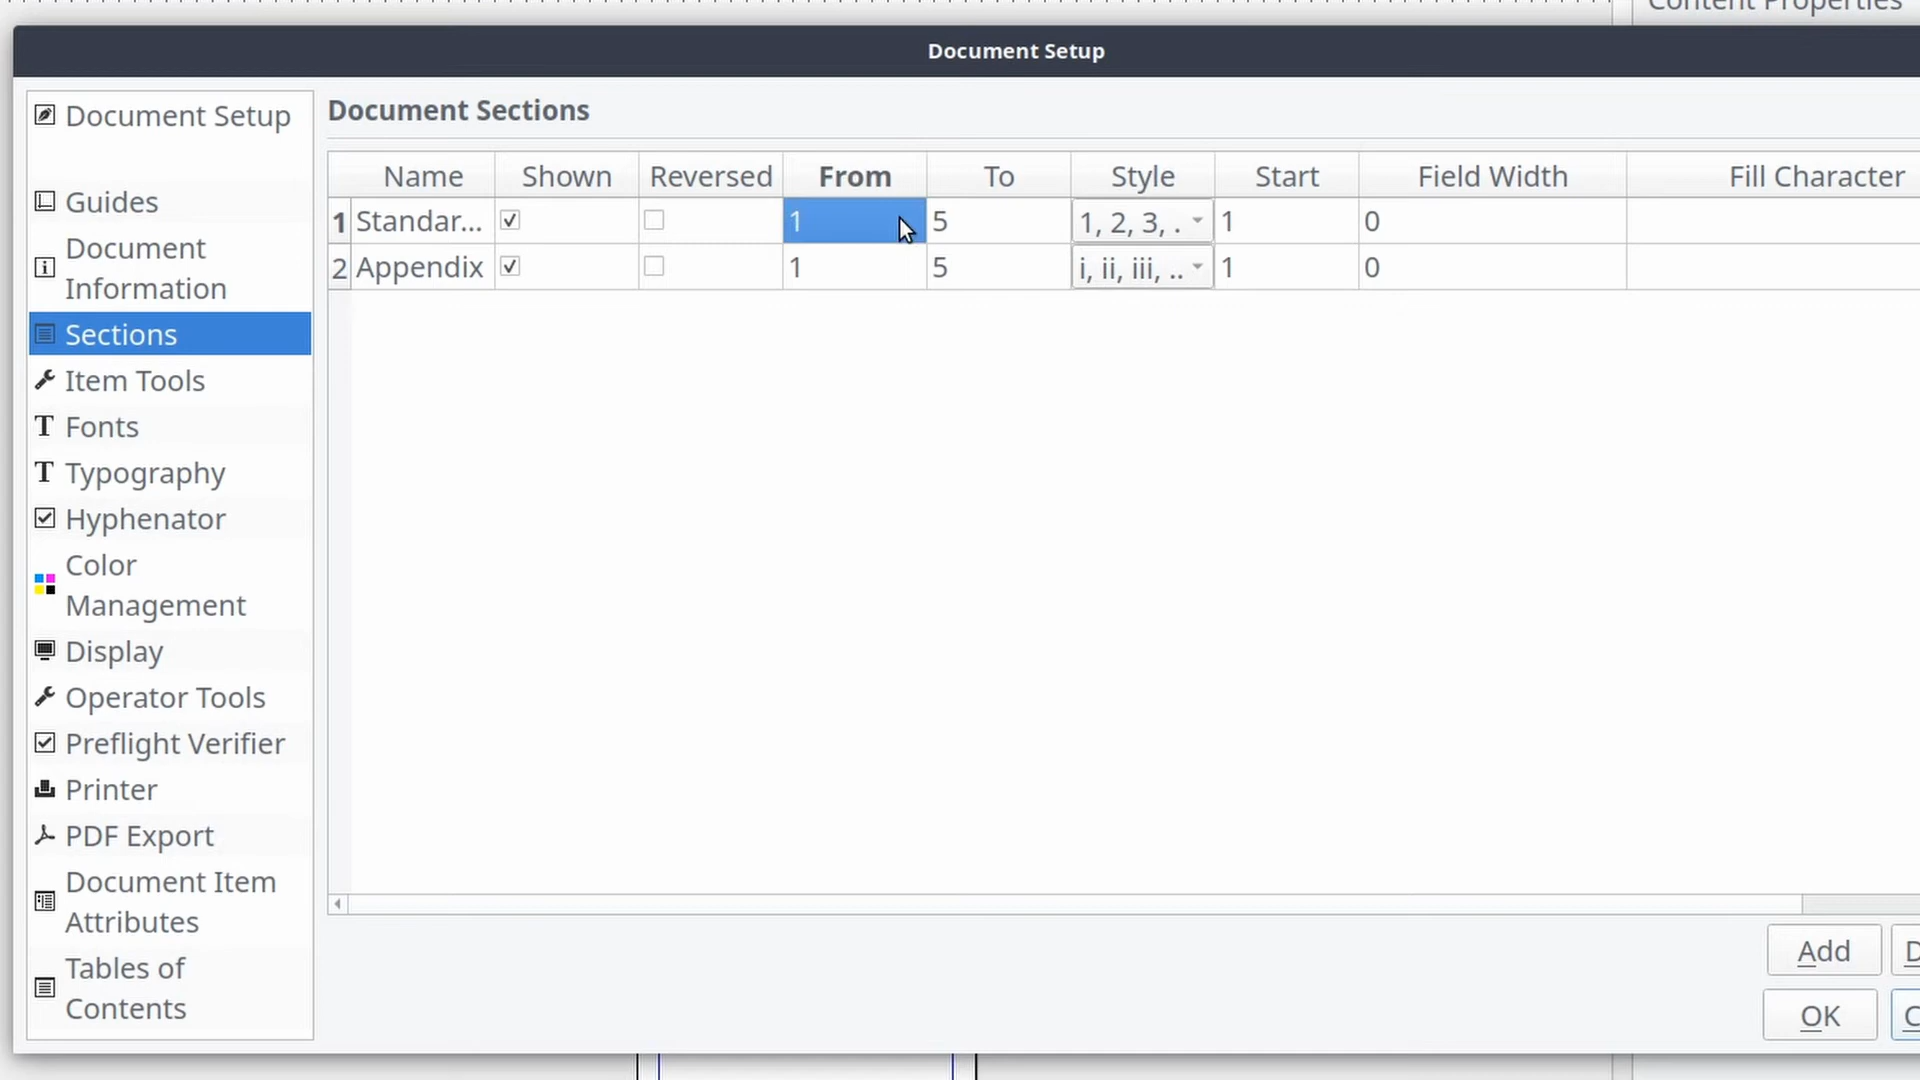 Content Properties
Document Setup
Document Setup
Guides
Document
Information
Sections
Item Tools
Fonts
Typography
Hyphenator
Color
Management
Display
Operator Tools
Preflight Verifier
Printer
PDF Export
Document Item
Attributes
Tables of
Contents
Document Sections
Name Shown Reversed From To Style Start Field Width Fill Character
1 Standar... 1 5 1, 2, 3, . 1 0
2 Appendix 1 5 i, ii, iii, .. 1 0
Add D
OK C